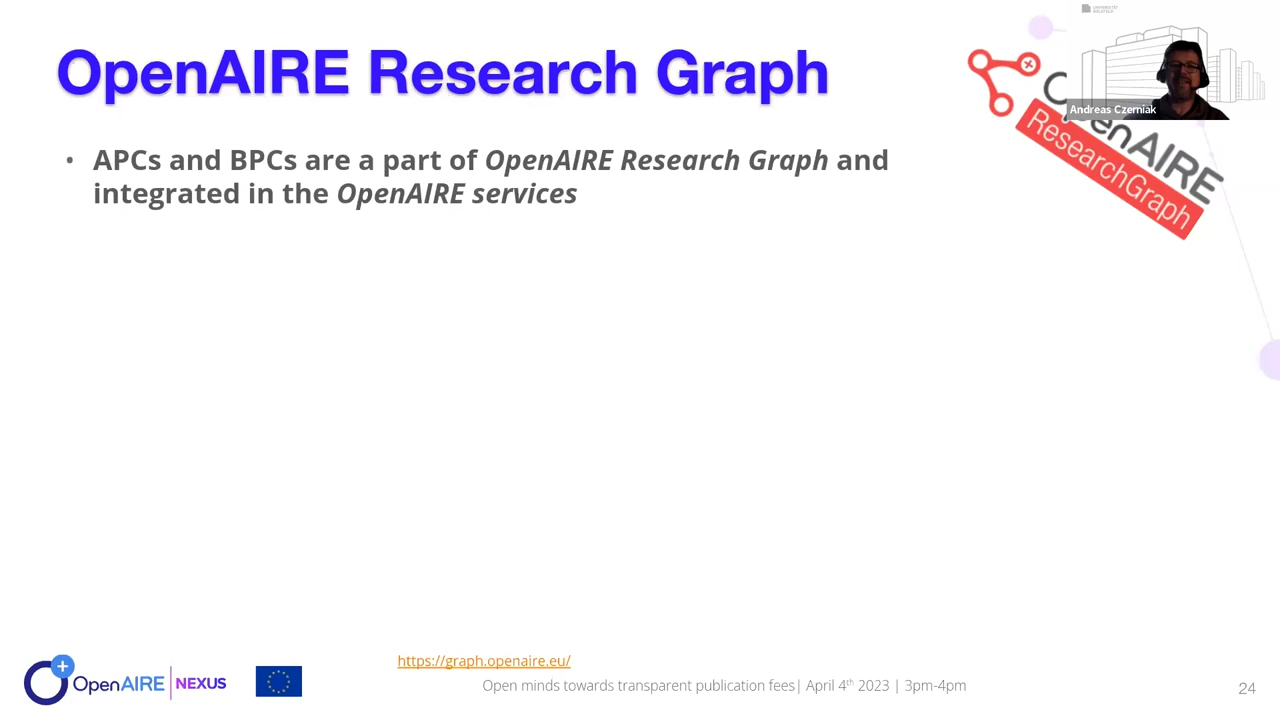 UNIVERSITÄT
BIELEFELD
OpenAIRE Research Graph
Andreas Czerniak
OpenAIRE
ResearchGraph
• APCs and BPCs are a part of OpenAIRE Research Graph and
integrated in the OpenAIRE services
https://graph.openaire.eu/
OpenAIRE NEXUS
Open minds towards transparent publication fees| April 4th 2023 | 3pm-4pm
24